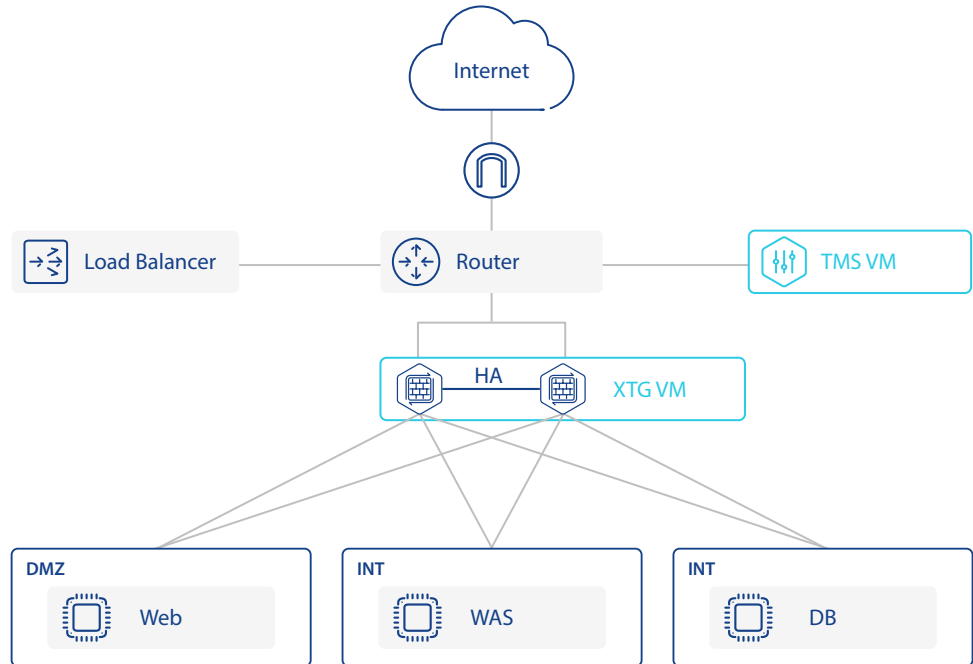 Internet
Load Balancer
Router
TMS VM
HA
XTG VM
DMZ
Web
INT
WAS
INT
DB